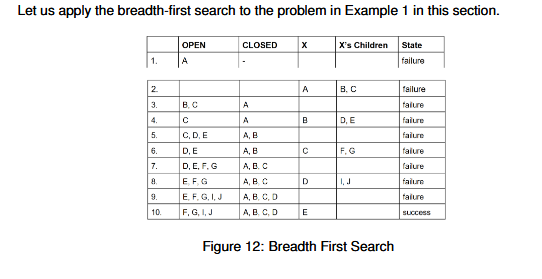 Let us apply the breadth-first search to the problem in Example 1 in this section.
OPEN CLOSED X X's Children State
1. A - failure
2. A B, C failure
3. B, C A failure
4. C A B D, E failure
5. C, D, E A, B failure
6. D, E A, B C F, G failure
7. D, E, F, G A, B, C failure
8. E, F, G A, B, C D I, J failure
9. E, F, G, I, J A, B, C, D failure
10. F, G, I, J A, B, C, D E success
Figure 12: Breadth First Search